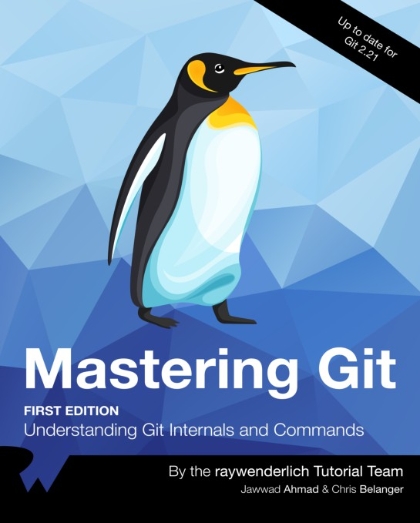 Up to date for
Git 2.21
Mastering Git
FIRST EDITION
Understanding Git Internals and Commands
By the raywenderlich Tutorial Team
Jawwad Ahmad & Chris Belanger